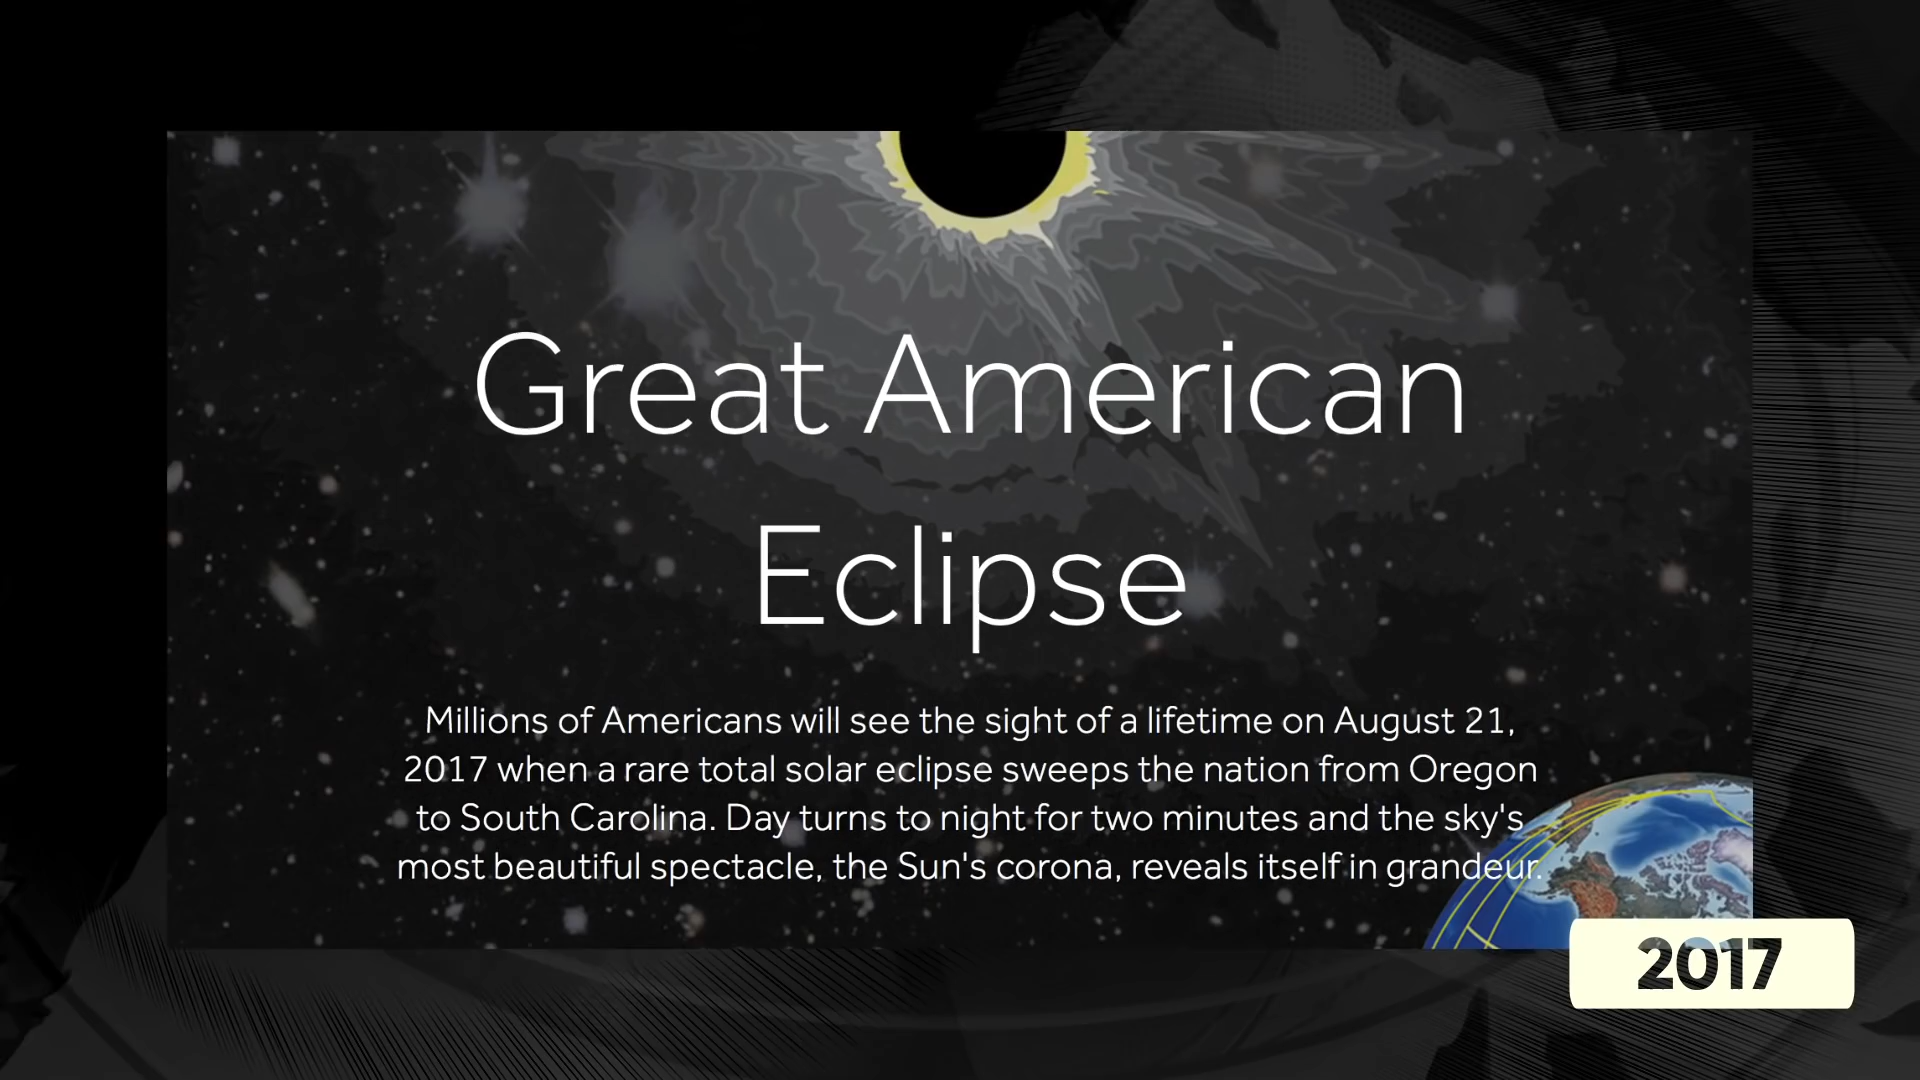 Great American
Eclipse
Millions of Americans will see the sight of a lifetime on August 21,
2017 when a rare total solar eclipse sweeps the nation from Oregon
to South Carolina. Day turns to night for two minutes and the sky's
most beautiful spectacle, the Sun's corona, reveals itself in grandeur.
2017